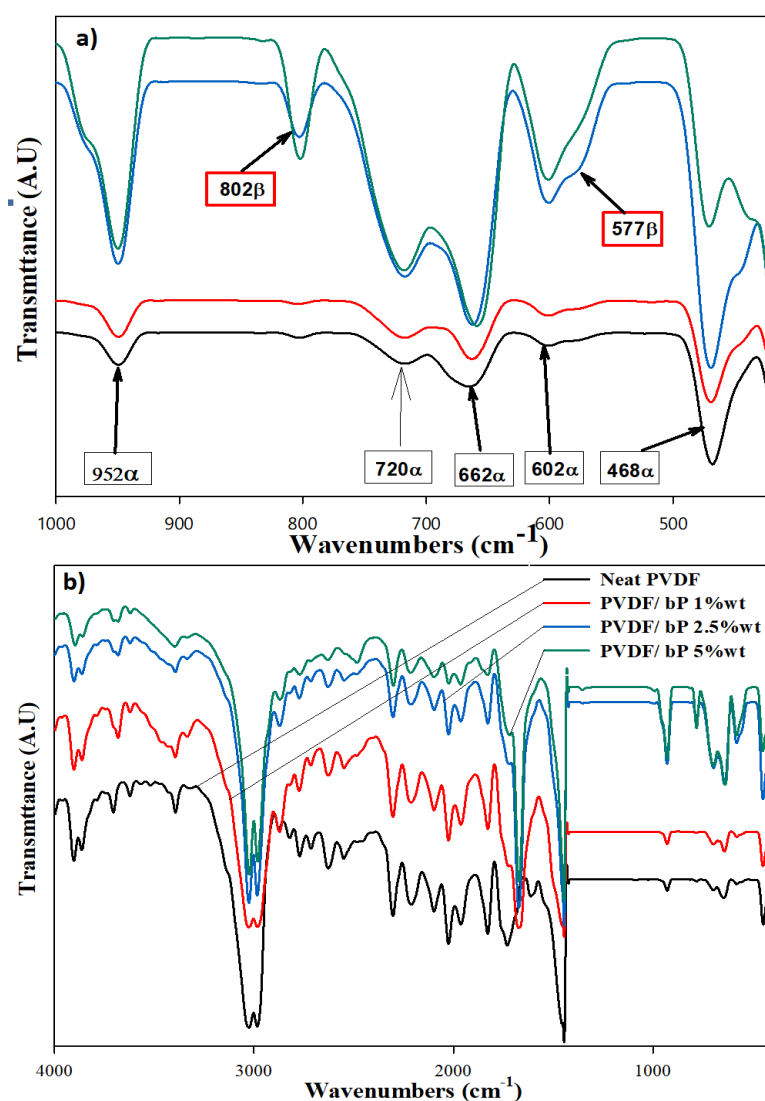 a)
Transmttance (A.U)
802β
577β
952α
720α
662α
602α
468α
1000
900
800
700
600
500
Wavenumbers (cm-1)
b)
Neat PVDF
PVDF/ bP 1%wt
PVDF/ bP 2.5%wt
PVDF/ bP 5%wt
Transmttance (A.U)
4000
3000
2000
1000
Wavenumbers (cm-1)